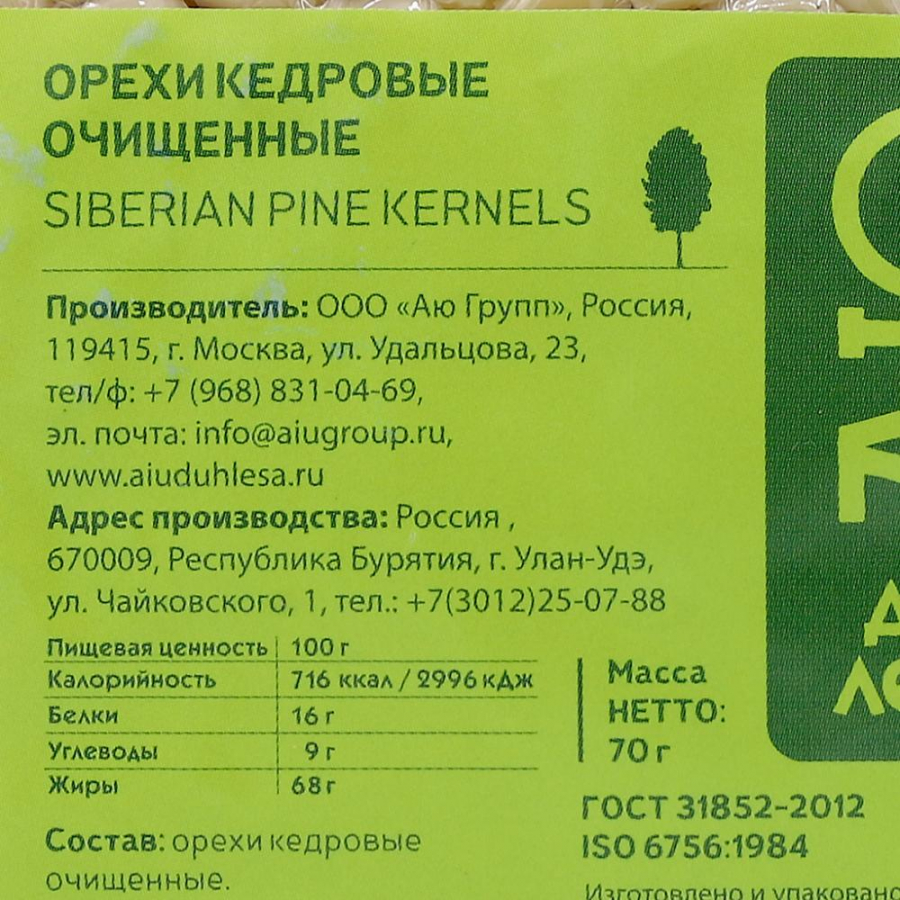 ОРЕХИ КЕДРОВЫЕ
ОЧИЩЕННЫЕ
SIBERIAN PINE KERNELS
Производитель: ООО «Аю Групп», Россия,
119415, г. Москва, ул. Удальцова, 23,
тел/ф: +7 (968) 831-04-69,
эл. почта: info@aiugroup.ru,
www.aiuduhlesa.ru
Адрес производства: Россия ,
670009, Республика Бурятия, г. Улан-Удэ,
ул. Чайковского, 1, тел.: +7(3012)25-07-88
Пищевая ценность 100 г
Калорийность 716 ккал / 2996 кДж
Белки 16 г
Углеводы 9 г
Жиры 68 г
Состав: орехи кедровые
очищенные.
Масса
НЕТТО:
70 г
ГОСТ 31852-2012
ISO 6756:1984
Изготовлено и упаковано